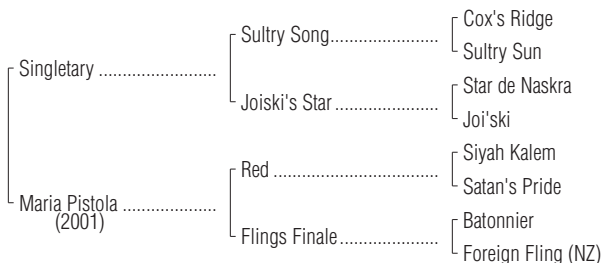 Cox's Ridge
Sultry Song
Sultry Sun
Singletary
Star de Naskra
Joiski's Star
Joi'ski
Siyah Kalem
Red
Satan's Pride
Maria Pistola
(2001)
Batonnier
Flings Finale
Foreign Fling (NZ)